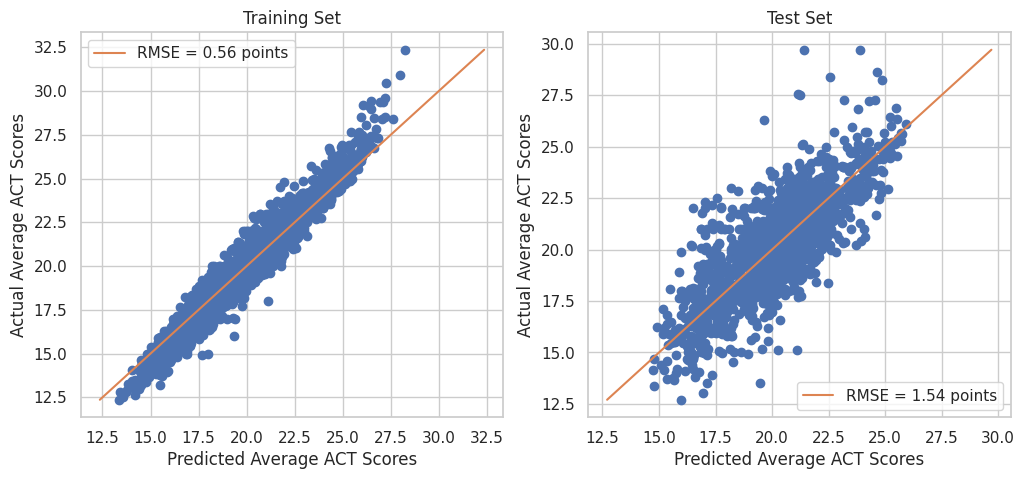 Training Set
RMSE = 0.56 points
32.5
30.0
27.5
25.0
22.5
20.0
17.5
15.0
12.5
Actual Average ACT Scores
12.5 15.0 17.5 20.0 22.5 25.0 27.5 30.0 32.5
Predicted Average ACT Scores
Test Set
30.0
27.5
25.0
22.5
20.0
17.5
15.0
12.5
Actual Average ACT Scores
RMSE = 1.54 points
12.5 15.0 17.5 20.0 22.5 25.0 27.5 30.0
Predicted Average ACT Scores